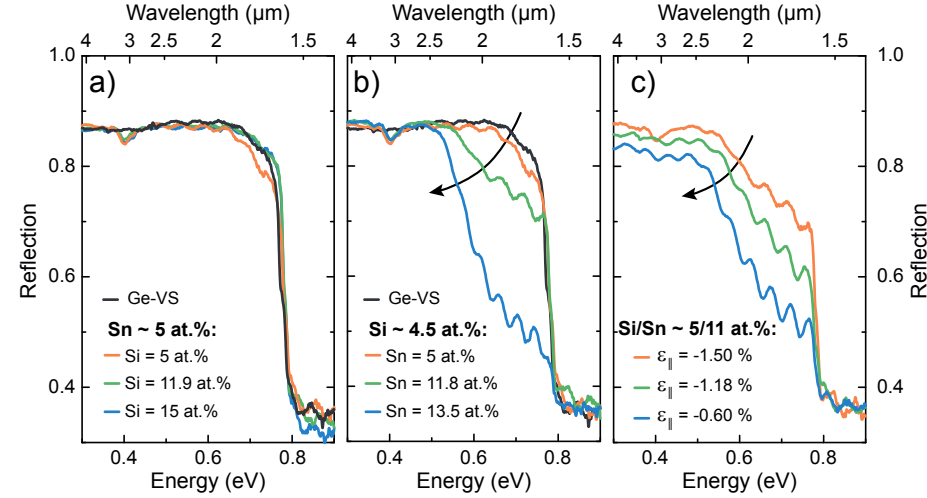 Wavelength (µm) Wavelength (µm) Wavelength (µm)
4 3 2.5 2 1.5 4 3 2.5 2 1.5 4 3 2.5 2 1.5
1.0 1.0
a) b) c)
0.8 0.8
Reflection Reflection
0.6 0.6
Ge-VS Ge-VS
Sn ~ 5 at.%: Si ~ 4.5 at.%: Si/Sn ~ 5/11 at.%:
Si = 5 at.% Sn = 5 at.% ε|| = -1.50 %
Si = 11.9 at.% Sn = 11.8 at.% ε|| = -1.18 %
0.4 0.4
Si = 15 at.% Sn = 13.5 at.% ε|| = -0.60 %
0.4 0.6 0.8 0.4 0.6 0.8 0.4 0.6 0.8
Energy (eV) Energy (eV) Energy (eV)